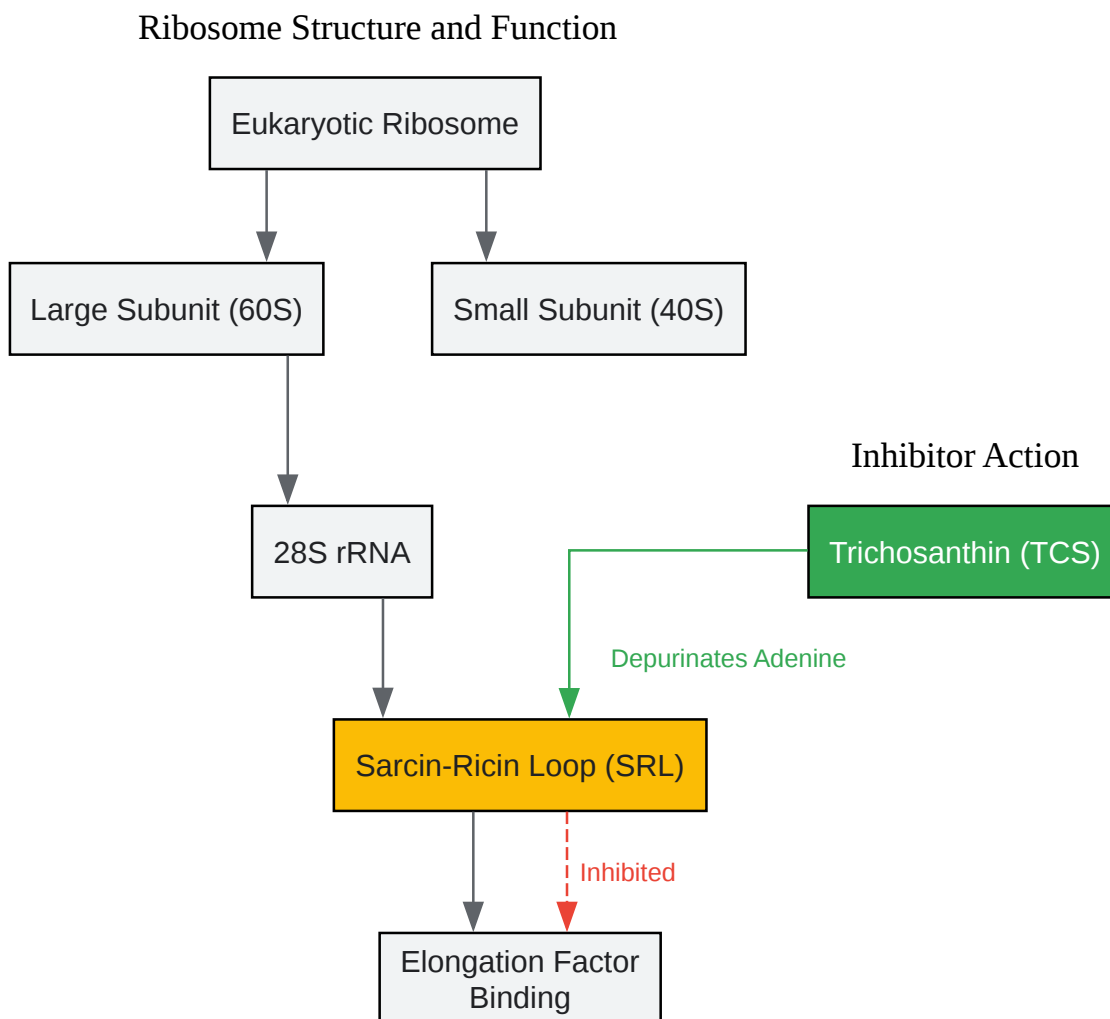 Ribosome Structure and Function
Eukaryotic Ribosome
Large Subunit (60S)
Small Subunit (40S)
Inhibitor Action
28S rRNA
Trichosanthin (TCS)
Depurinates Adenine
Sarcin-Ricin Loop (SRL)
Inhibited
Elongation Factor
Binding